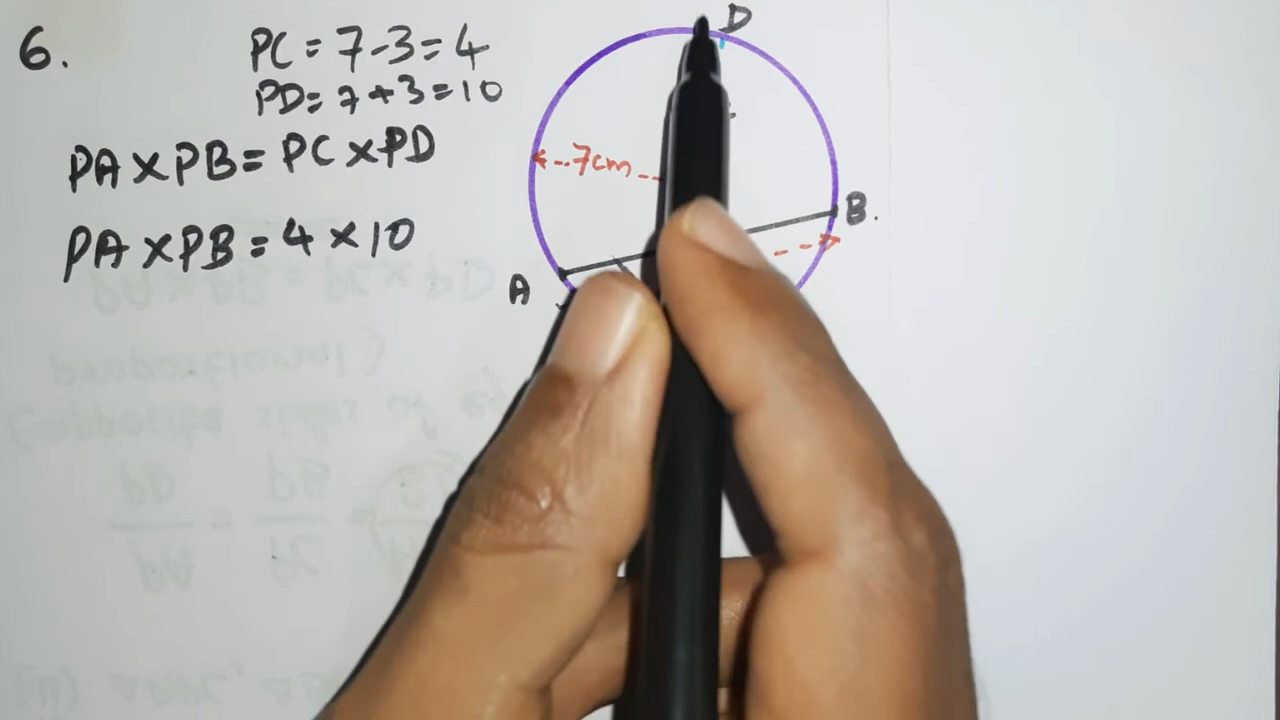 6.
PC = 7 - 3 = 4
PD = 7 + 3 = 10
PA × PB = PC × PD
PA × PB = 4 × 10
D
7cm
B.
A